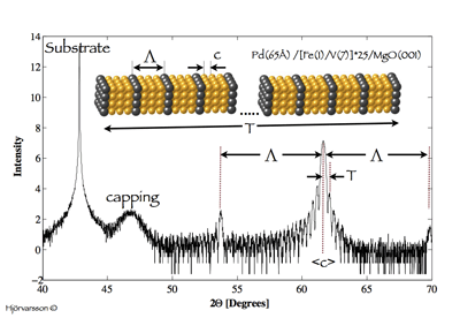 14
Substrate
Λ
c
Pd(65Å) /[Fe(1)/V(7)]*25/MgO(001)
12
10
T
8
Λ
Λ
Intensity
6
T
capping
4
2
0
<c>
−2
40
45
50
55
60
65
70
2Θ [Degrees]
Hjörvarsson ©